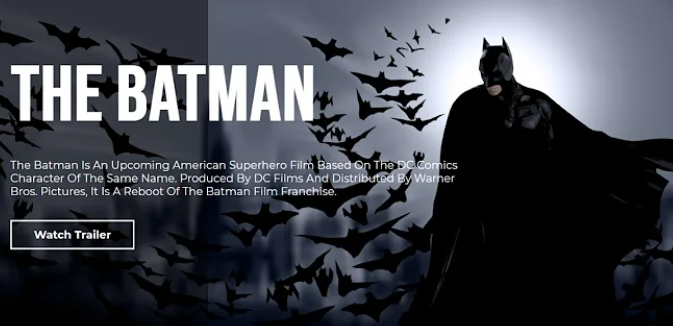 THE BATMAN
The Batman Is An Upcoming American Superhero Film Based On The DC Comics
Character Of The Same Name. Produced By DC Films And Distributed By Warner
Bros. Pictures, It Is A Reboot Of The Batman Film Franchise.
Watch Trailer